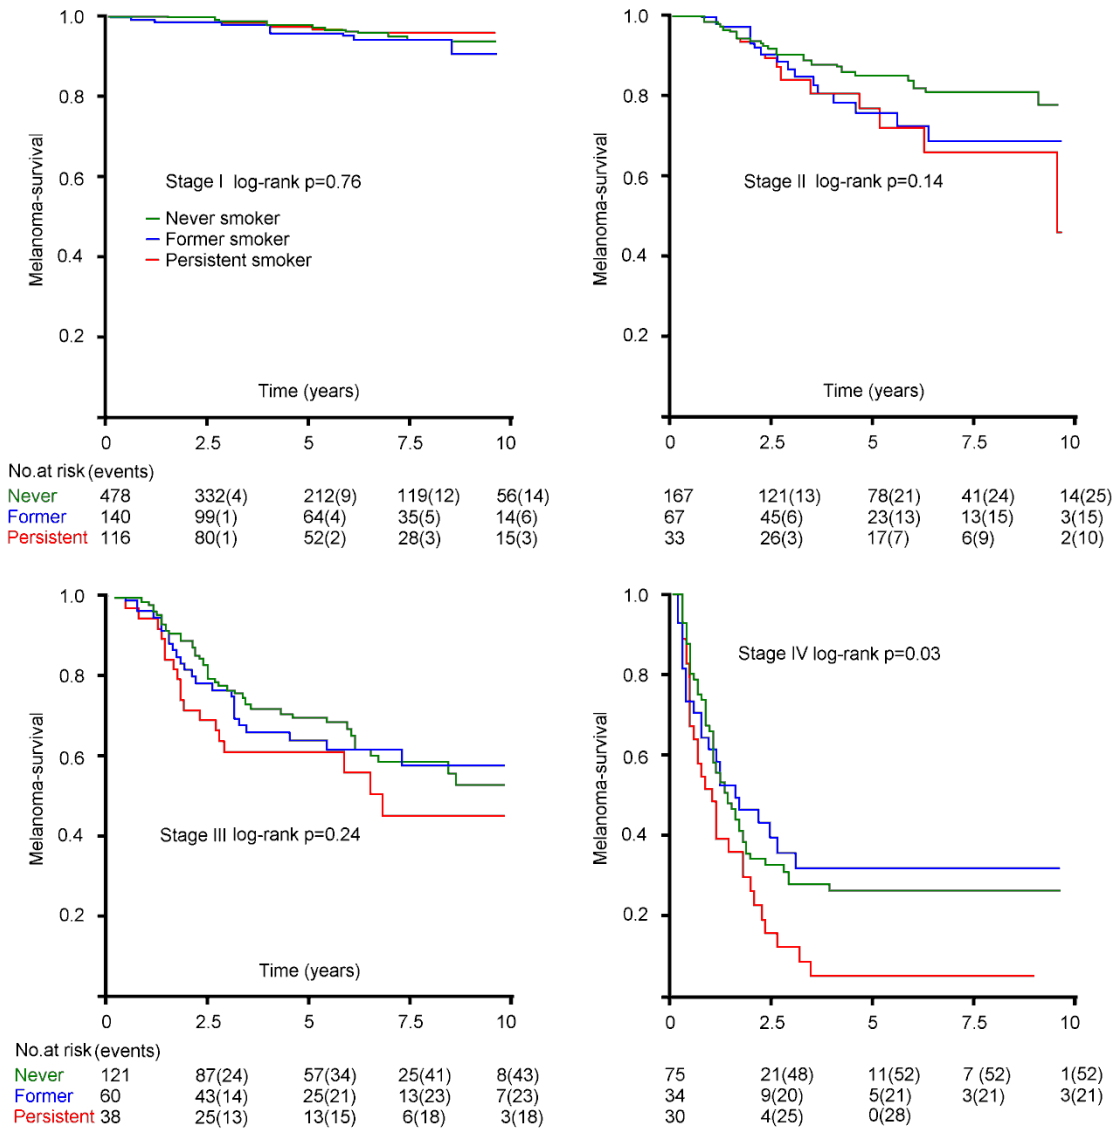 1.0
0.8
0.6
0.4
0.2
Melanoma-survival
Stage I log-rank p=0.76
Never smoker
Former smoker
Persistent smoker
Time (years)
0 2.5 5 7.5 10
No.at risk (events)
Never 478 332(4) 212(9) 119(12) 56(14)
Former 140 99(1) 64(4) 35(5) 14(6)
Persistent 116 80(1) 52(2) 28(3) 15(3)
1.0
0.8
0.6
0.4
0.2
Melanoma-survival
Stage II log-rank p=0.14
Time (years)
0 2.5 5 7.5 10
167 121(13) 78(21) 41(24) 14(25)
67 45(6) 23(13) 13(15) 3(15)
33 26(3) 17(7) 6(9) 2(10)
1.0
0.8
0.6
0.4
0.2
Melanoma-survival
Stage III log-rank p=0.24
Time (years)
0 2.5 5 7.5 10
No.at risk (events)
Never 121 87(24) 57(34) 25(41) 8(43)
Former 60 43(14) 25(21) 13(23) 7(23)
Persistent 38 25(13) 13(15) 6(18) 3(18)
1.0
0.8
0.6
0.4
0.2
Melanoma-survival
Stage IV log-rank p=0.03
0 2.5 5 7.5 10
75 21(48) 11(52) 7 (52) 1(52)
34 9(20) 5(21) 3(21) 3(21)
30 4(25) 0(28)